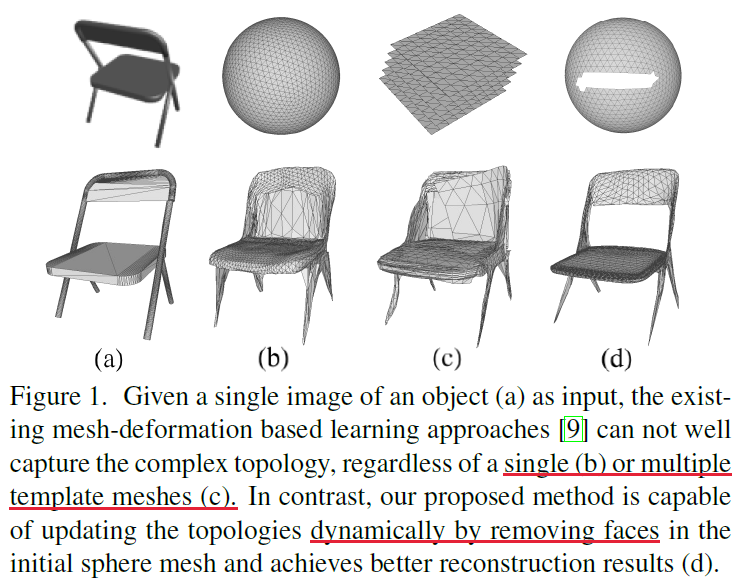 (a) (b) (c) (d)
Figure 1. Given a single image of an object (a) as input, the exist-
ing mesh-deformation based learning approaches [9] can not well
capture the complex topology, regardless of a single (b) or multiple
template meshes (c). In contrast, our proposed method is capable
of updating the topologies dynamically by removing faces in the
initial sphere mesh and achieves better reconstruction results (d).